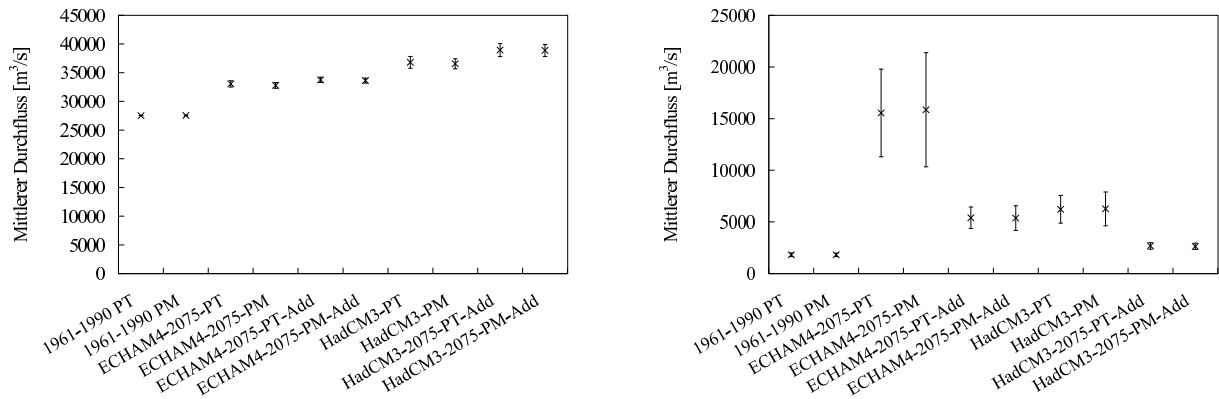 Mittlerer Durchfluss [m³/s]
45000
40000
35000
30000
25000
20000
15000
10000
5000
0
1961-1990 PT
1961-1990 PM
ECHAM4-2075-PT
ECHAM4-2075-PM
ECHAM4-2075-PT-Add
ECHAM4-2075-PM-Add
HadCM3-PT
HadCM3-PM
HadCM3-2075-PT-Add
HadCM3-2075-PM-Add
Mittlerer Durchfluss [m³/s]
25000
20000
15000
10000
5000
0
1961-1990 PT
1961-1990 PM
ECHAM4-2075-PT
ECHAM4-2075-PM
ECHAM4-2075-PT-Add
ECHAM4-2075-PM-Add
HadCM3-PT
HadCM3-PM
HadCM3-2075-PT-Add
HadCM3-2075-PM-Add